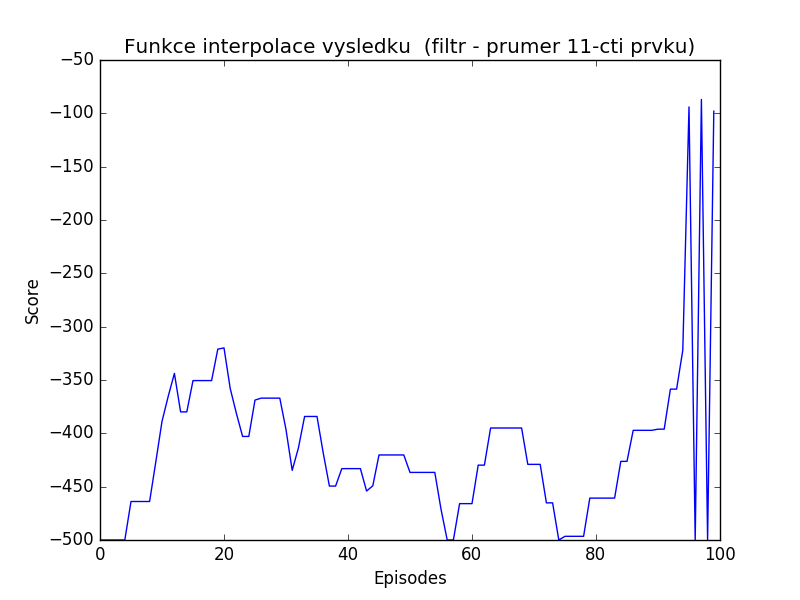 Funkce interpolace vysledku  (filtr - prumer 11-cti prvku)
−50
−100
−150
−200
−250
−300
−350
−400
−450
−500
Score
0 20 40 60 80 100
Episodes